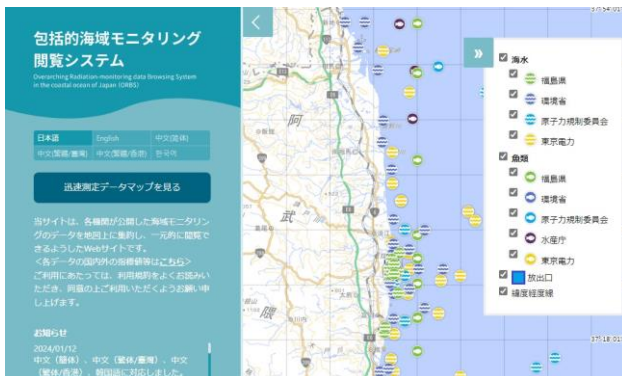 包括的海域モニタリング
閲覧システム
Overarching Radiation-monitoring data Browsing System
in the coastal ocean of Japan (ORBS)
日本語 English 中文(简体)
中文(繁體/臺灣) 中文(繁體/香港) 한국어
迅速測定データマップを見る
当サイトは、各機関が公開した海域モニタリン
グのデータを地図上に集約し、一元的に閲覧で
きるようしたWebサイトです。
<各データの国内外の指標値等はこちら>
ご利用にあたっては、利用規約をよくお読みい
ただき、同意の上ご利用いただくようお願い申
し上げます。
お知らせ
2024/01/12
中文（簡体）、中文（繁体/臺灣）、中文
（繁体/香港）、韓国語に対応しました。
阿
武
隈
37°54'01
37°18'01
海水
福島県
環境省
原子力規制委員会
東京電力
魚類
福島県
環境省
原子力規制委員会
水産庁
東京電力
放出口
緯度経度線